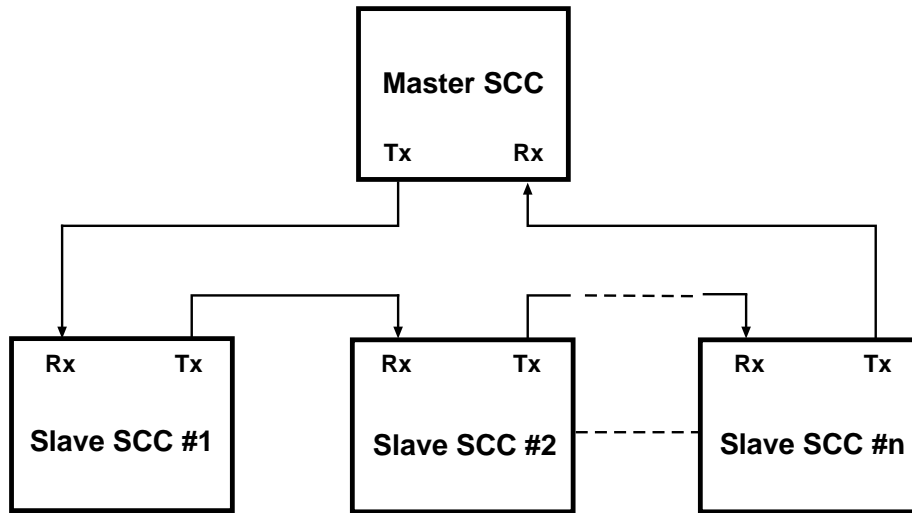 Master SCC
Tx Rx
Rx Tx
Slave SCC #1
Rx Tx
Slave SCC #2
Rx Tx
Slave SCC #n